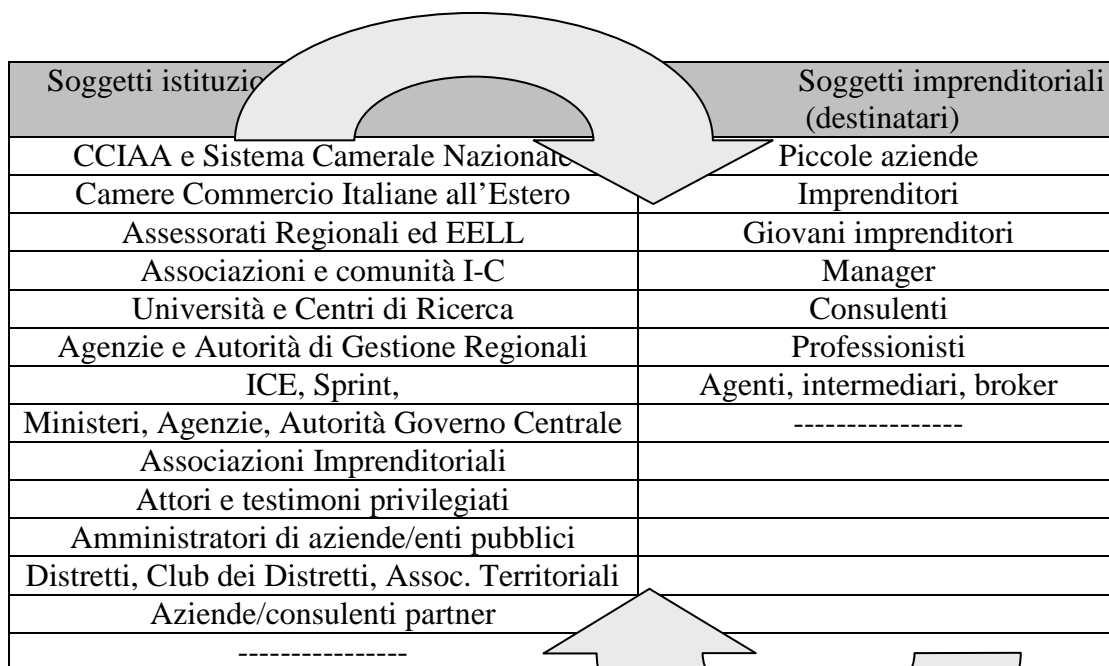 Soggetti istituzio Soggetti imprenditoriali
(destinatari)
CCIAA e Sistema Camerale Nazionale Piccole aziende
Camere Commercio Italiane all’Estero Imprenditori
Assessorati Regionali ed EELL Giovani imprenditori
Associazioni e comunità I-C Manager
Università e Centri di Ricerca Consulenti
Agenzie e Autorità di Gestione Regionali Professionisti
ICE, Sprint, Agenti, intermediari, broker
Ministeri, Agenzie, Autorità Governo Centrale ----------------
Associazioni Imprenditoriali
Attori e testimoni privilegiati
Amministratori di aziende/enti pubblici
Distretti, Club dei Distretti, Assoc. Territoriali
Aziende/consulenti partner
----------------